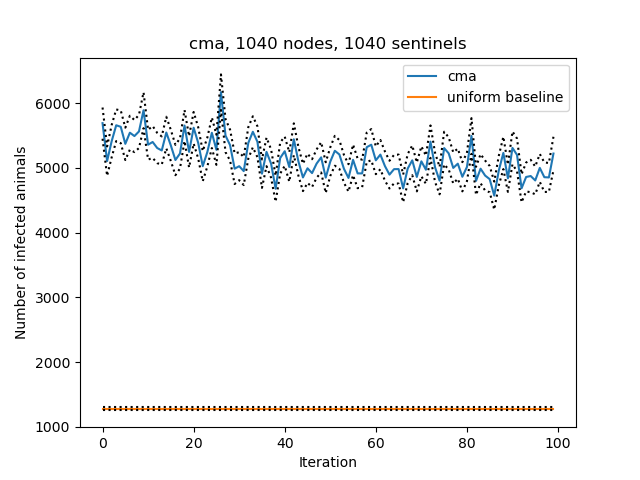 cma, 1040 nodes, 1040 sentinels
cma
uniform baseline
Number of infected animals
6000
5000
4000
3000
2000
1000
0
20
40
60
80
100
Iteration